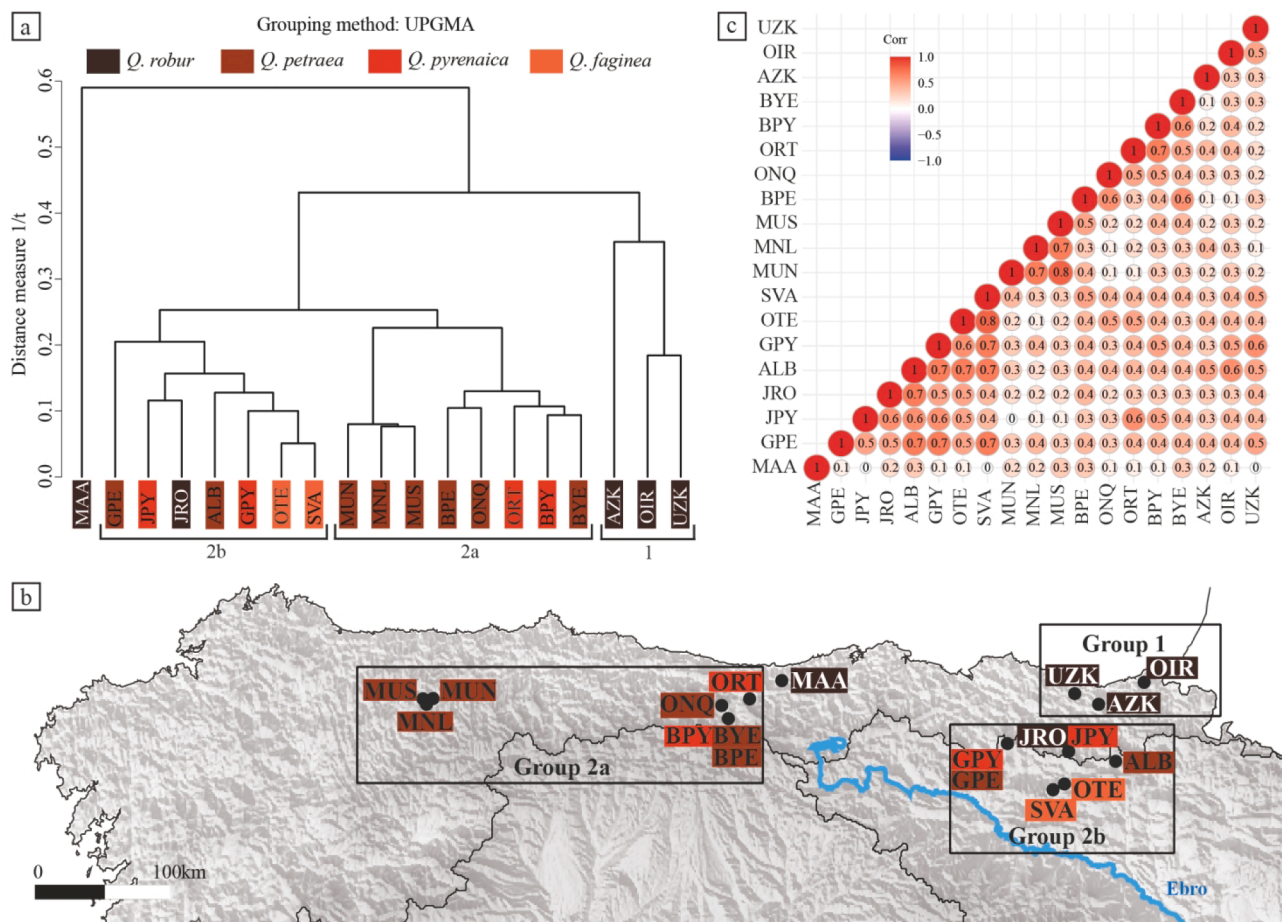 a
Grouping method: UPGMA
Q. robur Q. petraea Q. pyrenaica Q. faginea
Distance measure 1/t
0.6
0.5
0.4
0.3
0.2
0.1
0.0
MAA GPE JPY JRO ALB GPY OTE SVA MUN MNL MUS BPE ONQ ORT BPY BYE AZK OIR UZK
2b 2a 1
c
Corr
1.0
0.5
0.0
−0.5
−1.0
UZK 1
OIR 1 0.5
AZK 1 0.3 0.3
BYE 1 0.1 0.3 0.3
BPY 1 0.6 0.2 0.4 0.2
ORT 1 0.7 0.5 0.4 0.4 0.2
ONQ 1 0.5 0.5 0.4 0.3 0.3 0.2
BPE 1 0.6 0.3 0.4 0.6 0.1 0.1 0.3
MUS 1 0.5 0.2 0.2 0.4 0.4 0.2 0.3 0.2
MNL 1 0.7 0.3 0.1 0.2 0.3 0.3 0.4 0.3 0.1
MUN 1 0.7 0.8 0.4 0.1 0.1 0.3 0.3 0.2 0.3 0.2
SVA 1 0.4 0.3 0.3 0.5 0.4 0.4 0.4 0.4 0.3 0.4 0.5
OTE 1 0.8 0.2 0.1 0.2 0.4 0.5 0.5 0.4 0.3 0.4 0.4 0.4
GPY 1 0.6 0.7 0.3 0.4 0.3 0.4 0.3 0.4 0.5 0.4 0.3 0.5 0.6
ALB 1 0.7 0.7 0.7 0.3 0.2 0.3 0.4 0.4 0.4 0.4 0.4 0.5 0.6 0.5
JRO 1 0.7 0.5 0.5 0.4 0.2 0.2 0.2 0.4 0.2 0.3 0.3 0.3 0.3 0.3 0.4
JPY 1 0.6 0.6 0.6 0.5 0.4 0 0.1 0.1 0.3 0.4 0.6 0.5 0.4 0.3 0.4 0.4
GPE 1 0.5 0.5 0.7 0.7 0.5 0.7 0.3 0.4 0.3 0.4 0.3 0.4 0.4 0.4 0.4 0.4 0.5
MAA 1 0.1 0 0.2 0.3 0.1 0.1 0 0.2 0.2 0.3 0.3 0.1 0.2 0.1 0.3 0.2 0.1 0
MAA GPE JPY JRO ALB GPY OTE SVA MUN MNL MUS BPE ONQ ORT BPY BYE AZK OIR UZK
b
Group 1
UZK OIR
AZK
MUS MUN
MNL
ORT
ONQ
BPY BYE
BPE
Group 2a
MAA
JRO JPY
GPY
GPE
ALB
OTE
SVA
Group 2b
Ebro
0 100km